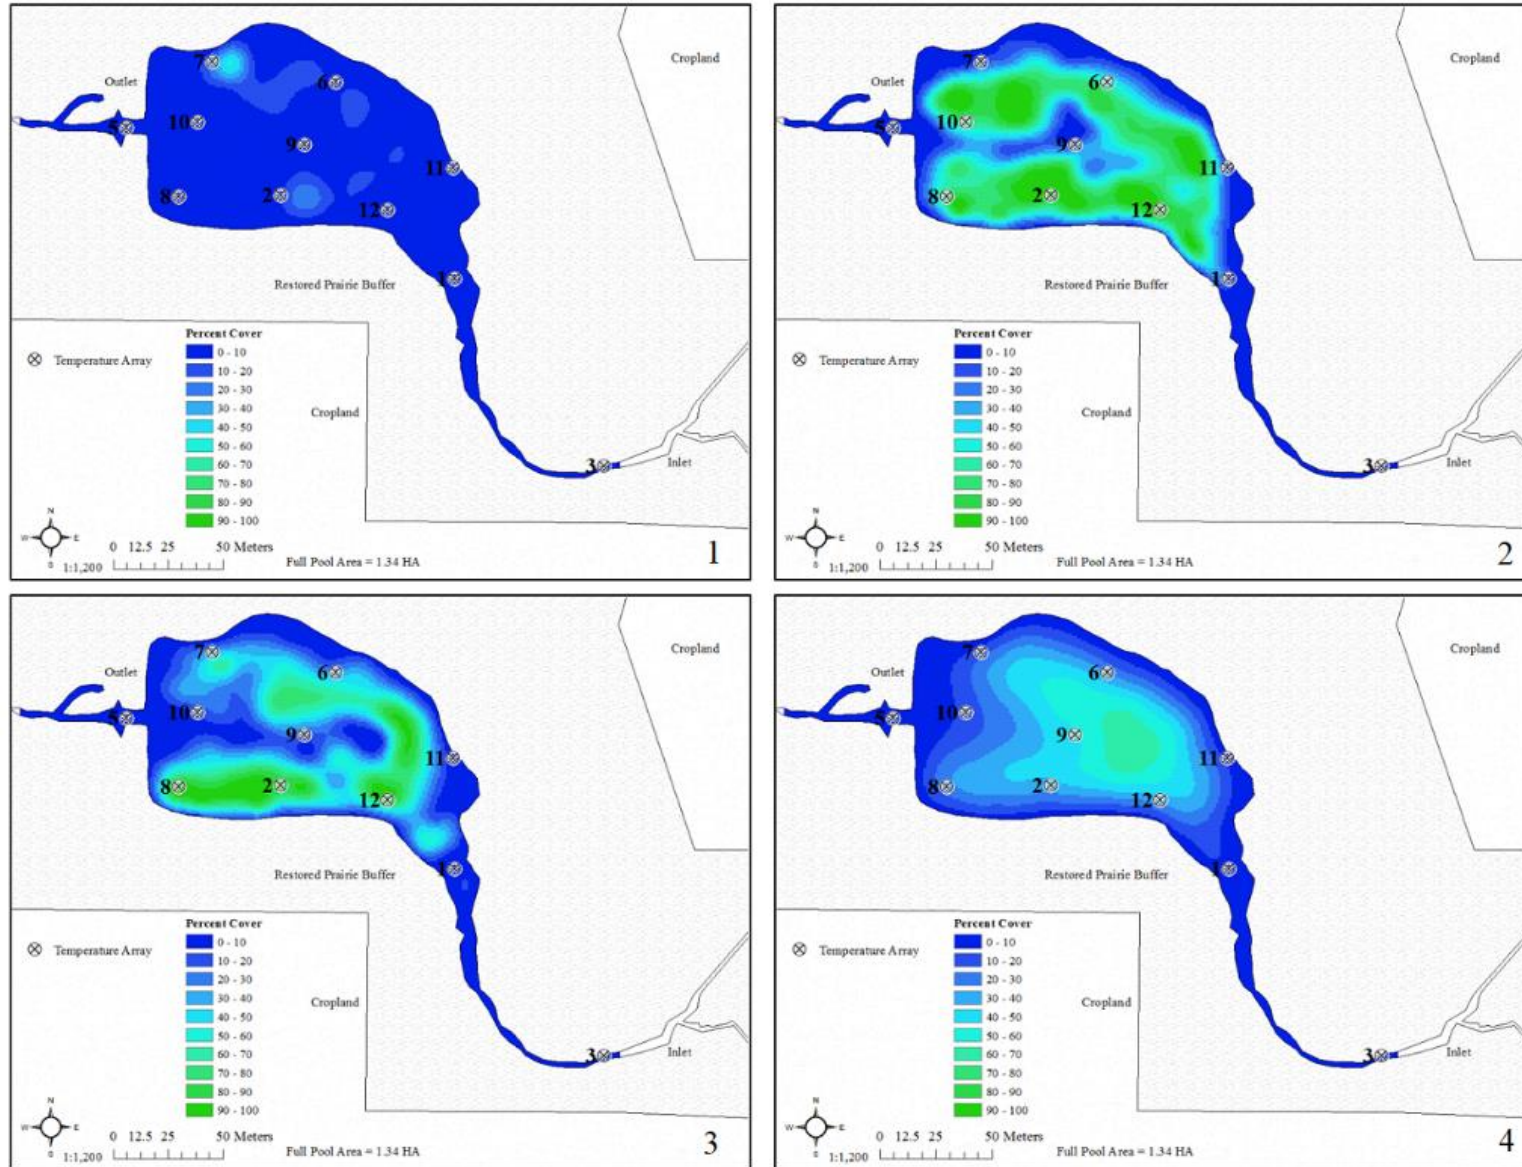 Cropland
7
6
Outlet
5
10
9
11
8
2
12
1
Restored Prairie Buffer
Percent Cover
Temperature Array
0 - 10
10 - 20
20 - 30
30 - 40
40 - 50
50 - 60
60 - 70
70 - 80
80 - 90
90 - 100
Cropland
3
Inlet
N
W E
S
0 12.5 25 50 Meters
1:1,200
Full Pool Area = 1.34 HA
1
Cropland
7
6
Outlet
5
10
9
11
8
2
12
1
Restored Prairie Buffer
Percent Cover
Temperature Array
0 - 10
10 - 20
20 - 30
30 - 40
40 - 50
50 - 60
60 - 70
70 - 80
80 - 90
90 - 100
Cropland
3
Inlet
N
W E
S
0 12.5 25 50 Meters
1:1,200
Full Pool Area = 1.34 HA
2
Cropland
7
6
Outlet
5
10
9
11
8
2
12
1
Restored Prairie Buffer
Percent Cover
Temperature Array
0 - 10
10 - 20
20 - 30
30 - 40
40 - 50
50 - 60
60 - 70
70 - 80
80 - 90
90 - 100
Cropland
3
Inlet
N
W E
S
0 12.5 25 50 Meters
1:1,200
Full Pool Area = 1.34 HA
3
Cropland
7
6
Outlet
5
10
9
11
8
2
12
1
Restored Prairie Buffer
Percent Cover
Temperature Array
0 - 10
10 - 20
20 - 30
30 - 40
40 - 50
50 - 60
60 - 70
70 - 80
80 - 90
90 - 100
Cropland
3
Inlet
N
W E
S
0 12.5 25 50 Meters
1:1,200
Full Pool Area = 1.34 HA
4